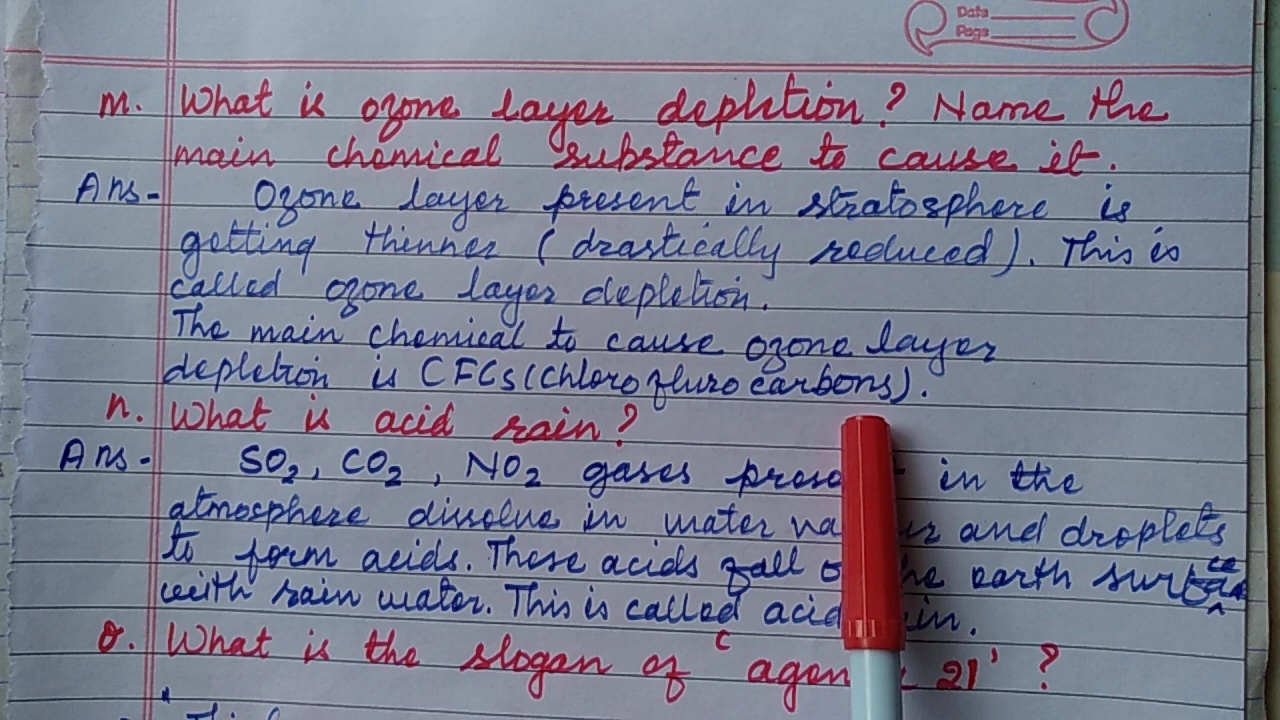 Data
Page
m. What is ozone layer depletion? Name the
main chemical substance to cause it.
Ans- Ozone layer present in stratosphere is
getting thinner (drastically reduced). This is
called ozone layer depletion.
The main chemical to cause ozone layer
depletion is CFCs (Chlorofluro carbons).
n. What is acid rain?
Ans- SO2, CO2, NO2 gases in the
atmosphere dissolve in water and droplets
to form acids. These acids fall earth surface
with rain water. This is called acid
o. What is the slogan of ' 21' ?